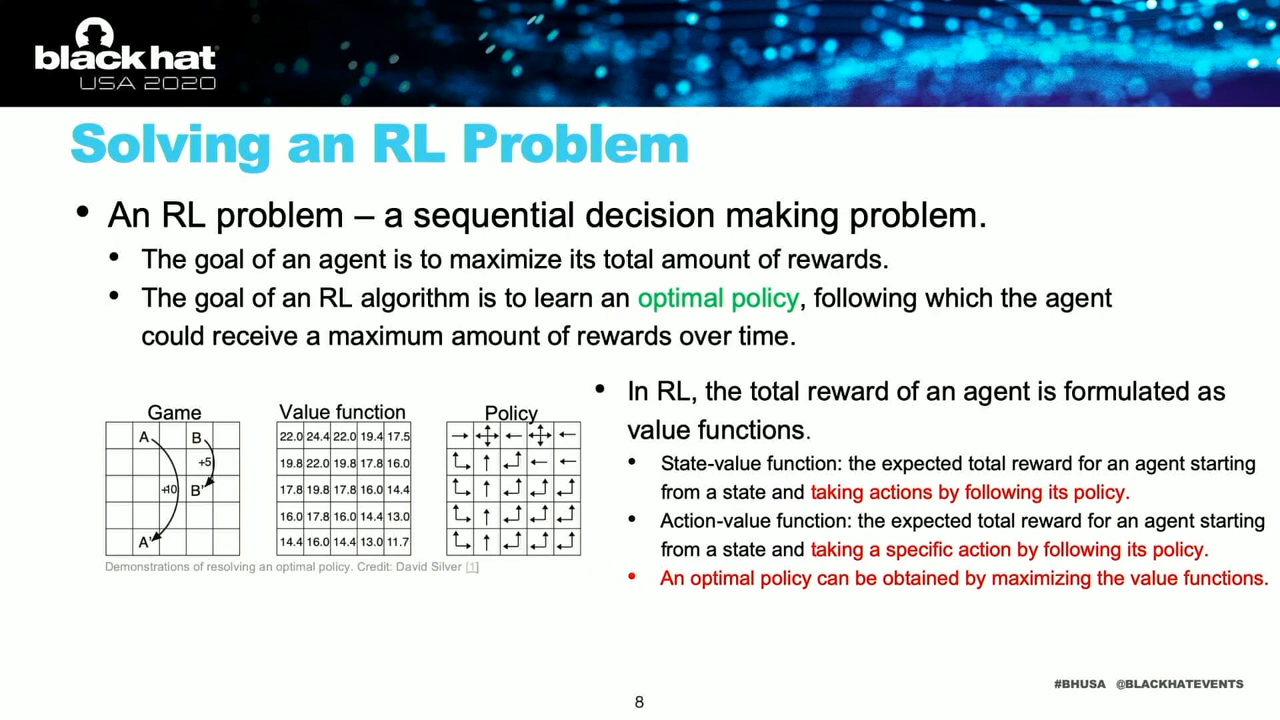 black hat
USA 2020
Solving an RL Problem
• An RL problem – a sequential decision making problem.
• The goal of an agent is to maximize its total amount of rewards.
• The goal of an RL algorithm is to learn an optimal policy, following which the agent
could receive a maximum amount of rewards over time.
Game
A B
+5
+10 B'
A'
Value function
22.0 24.4 22.0 19.4 17.5
19.8 22.0 19.8 17.8 16.0
17.8 19.8 17.8 16.0 14.4
16.0 17.8 16.0 14.4 13.0
14.4 16.0 14.4 13.0 11.7
Policy
Demonstrations of resolving an optimal policy. Credit: David Silver [1]
• In RL, the total reward of an agent is formulated as
value functions.
• State-value function: the expected total reward for an agent starting
from a state and taking actions by following its policy.
• Action-value function: the expected total reward for an agent starting
from a state and taking a specific action by following its policy.
• An optimal policy can be obtained by maximizing the value functions.
#BHUSA @BLACKHATEVENTS
8